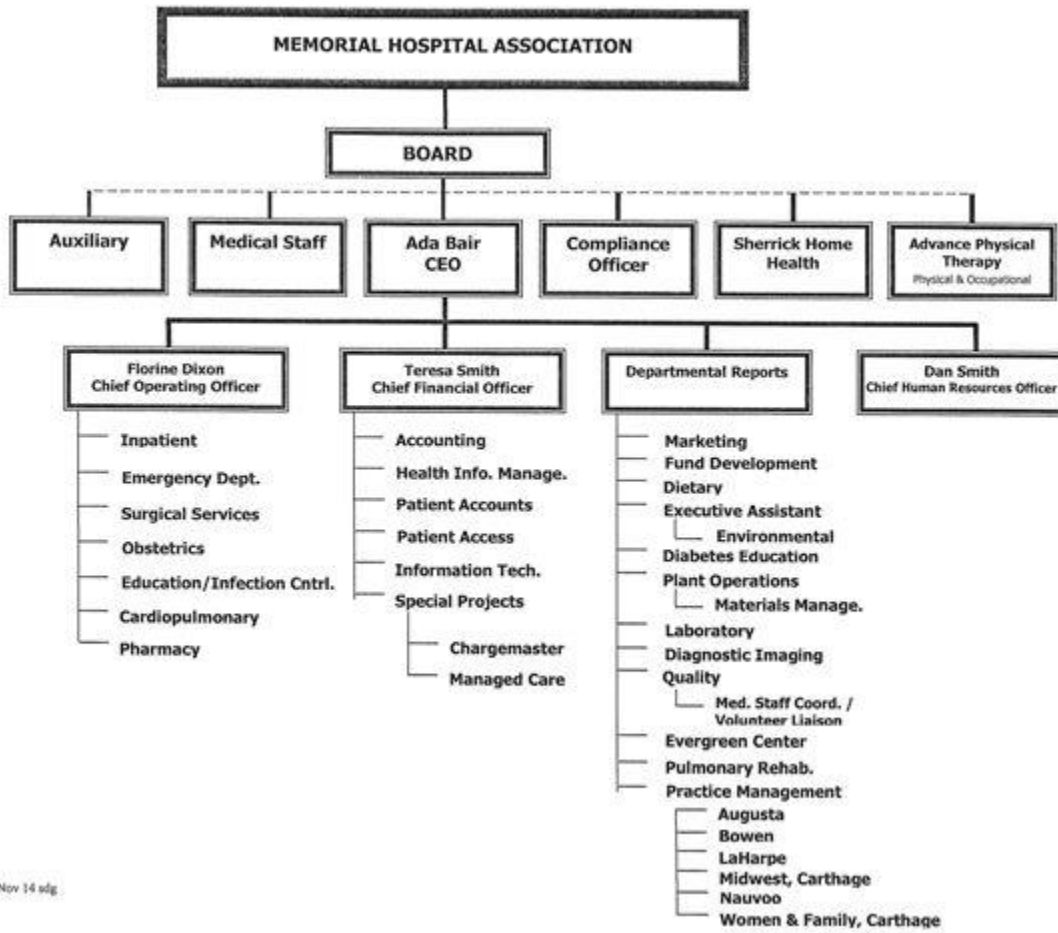 MEMORIAL HOSPITAL ASSOCIATION
BOARD
Auxiliary
Medical Staff
Ada Bair
CEO
Compliance
Officer
Sherrick Home
Health
Advance Physical
Therapy
Physical & Occupational
Florine Dixon
Chief Operating Officer
Teresa Smith
Chief Financial Officer
Departmental Reports
Dan Smith
Chief Human Resources Officer
Inpatient
Emergency Dept.
Surgical Services
Obstetrics
Education/Infection Cntrl.
Cardiopulmonary
Pharmacy
Accounting
Health Info. Manage.
Patient Accounts
Patient Access
Information Tech.
Special Projects
Chargemaster
Managed Care
Marketing
Fund Development
Dietary
Executive Assistant
Environmental
Diabetes Education
Plant Operations
Materials Manage.
Laboratory
Diagnostic Imaging
Quality
Med. Staff Coord. /
Volunteer Liaison
Evergreen Center
Pulmonary Rehab.
Practice Management
Augusta
Bowen
LaHarpe
Midwest, Carthage
Nauvoo
Women & Family, Carthage
Nov 14 sdg